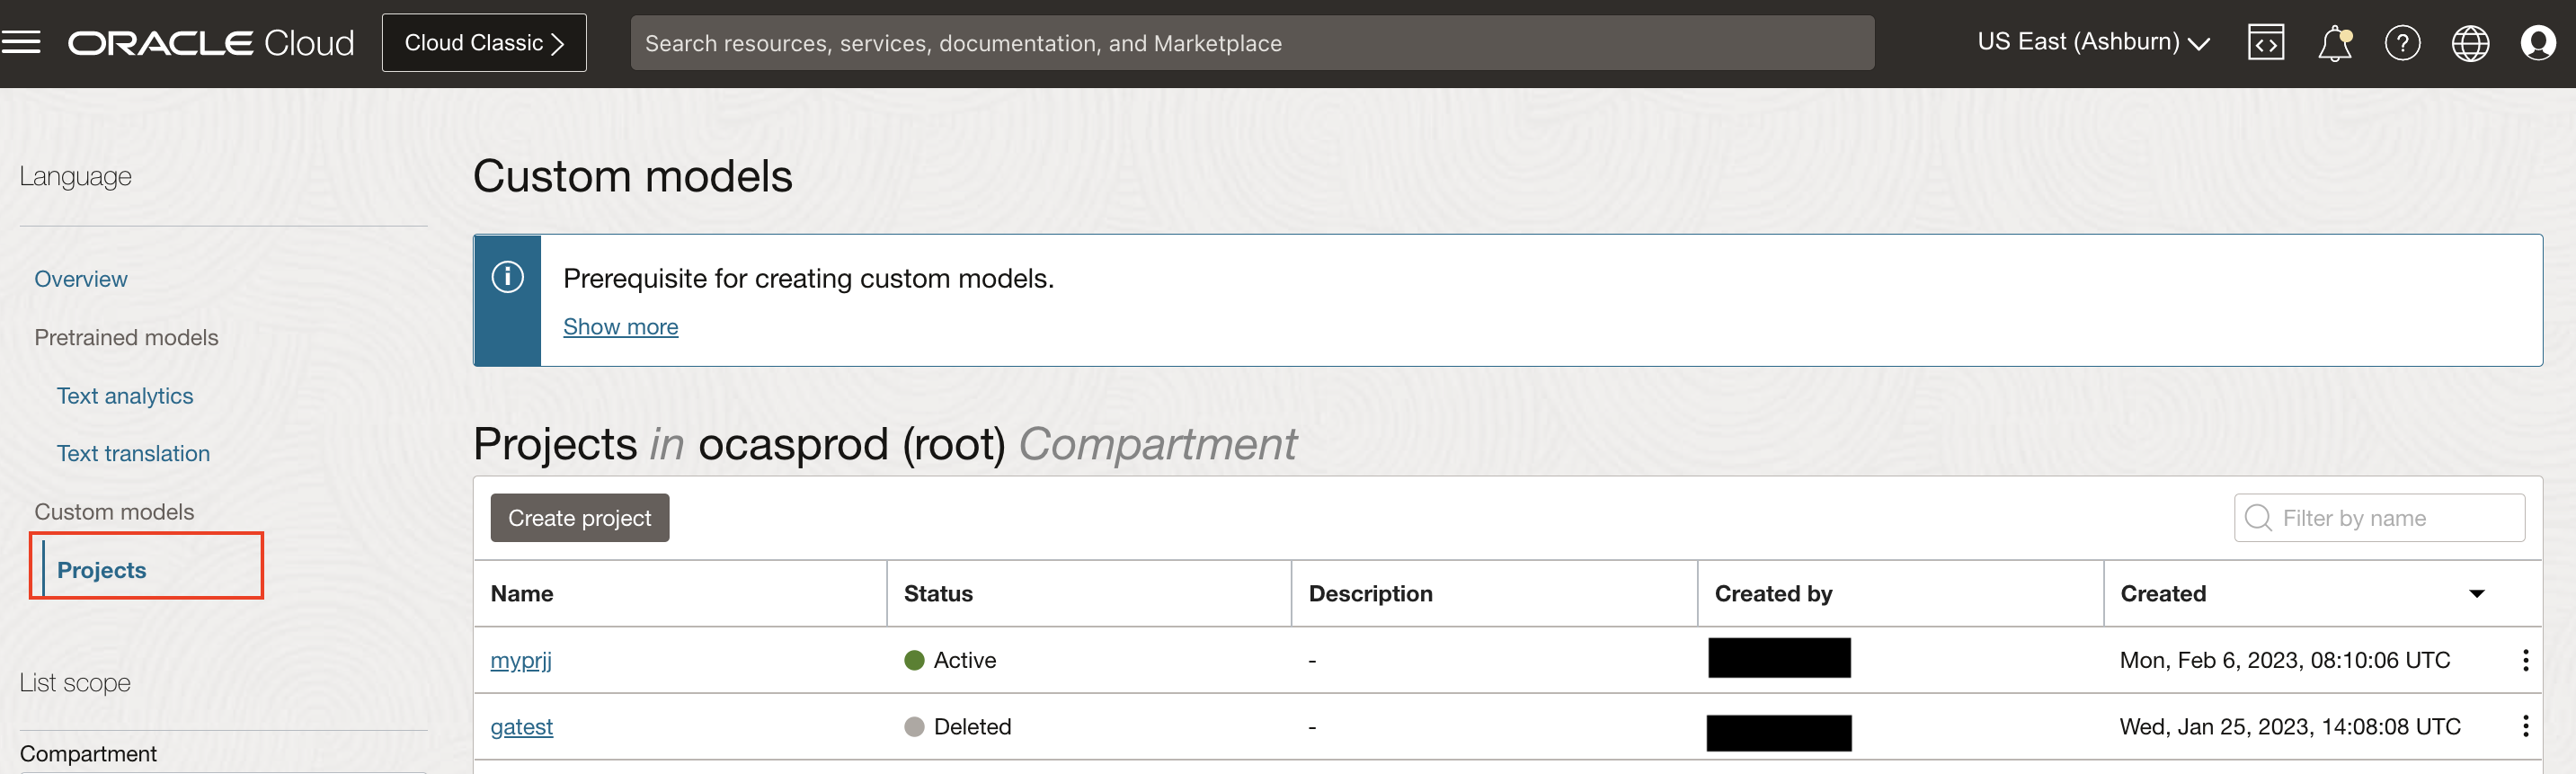 ORACLE Cloud
Cloud Classic
Search resources, services, documentation, and Marketplace
US East (Ashburn)
Language
Overview
Pretrained models
Text analytics
Text translation
Custom models
Projects
List scope
Compartment
Custom models
Prerequisite for creating custom models.
Show more
Projects in ocasprod (root) Compartment
Create project
Filter by name
Name Status Description Created by Created
myprjj Active - Mon, Feb 6, 2023, 08:10:06 UTC
gatest Deleted - Wed, Jan 25, 2023, 14:08:08 UTC